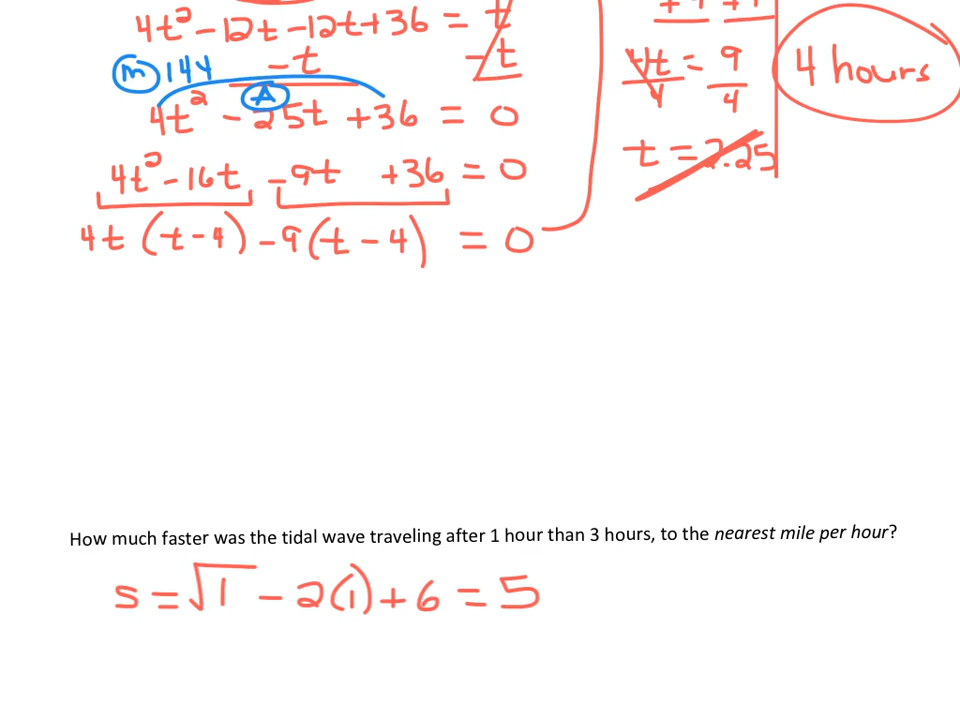 4t² - 12t - 12t + 36 = t
- t - t
(m) 144
(A)
4t² - 25t + 36 = 0
4t² - 16t - 9t + 36 = 0
4t (t - 4) - 9 (t - 4) = 0
4t = 9
4 4
t = 2.25
4 hours
How much faster was the tidal wave traveling after 1 hour than 3 hours, to the nearest mile per hour?
s = √1 - 2(1) + 6 = 5